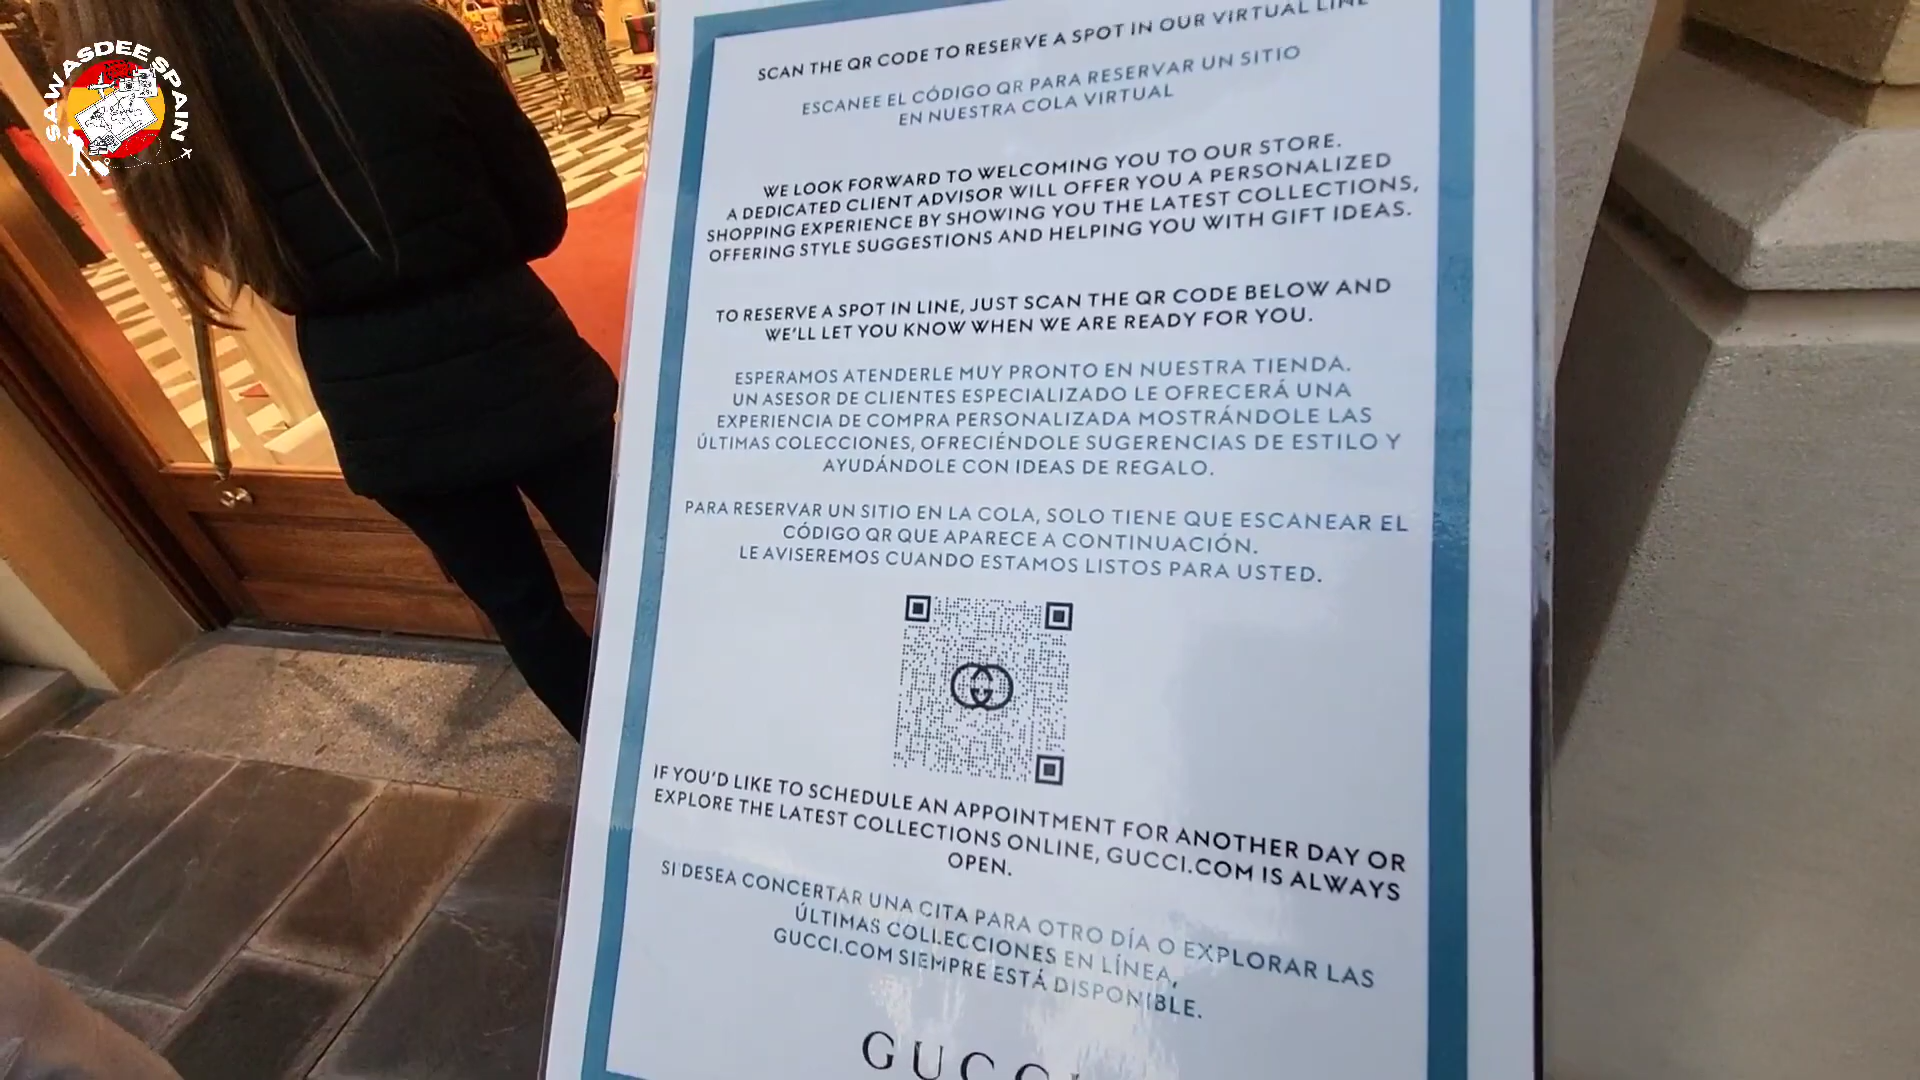 SAWASDEE SPAIN
SCAN THE QR CODE TO RESERVE A SPOT IN OUR VIRTUAL LINE
ESCANEE EL CÓDIGO QR PARA RESERVAR UN SITIO
EN NUESTRA COLA VIRTUAL
WE LOOK FORWARD TO WELCOMING YOU TO OUR STORE.
A DEDICATED CLIENT ADVISOR WILL OFFER YOU A PERSONALIZED
SHOPPING EXPERIENCE BY SHOWING YOU THE LATEST COLLECTIONS,
OFFERING STYLE SUGGESTIONS AND HELPING YOU WITH GIFT IDEAS.
TO RESERVE A SPOT IN LINE, JUST SCAN THE QR CODE BELOW AND
WE'LL LET YOU KNOW WHEN WE ARE READY FOR YOU.
ESPERAMOS ATENDERLE MUY PRONTO EN NUESTRA TIENDA.
UN ASESOR DE CLIENTES ESPECIALIZADO LE OFRECERÁ UNA
EXPERIENCIA DE COMPRA PERSONALIZADA MOSTRÁNDOLE LAS
ÚLTIMAS COLECCIONES, OFRECIÉNDOLE SUGERENCIAS DE ESTILO Y
AYUDÁNDOLE CON IDEAS DE REGALO.
PARA RESERVAR UN SITIO EN LA COLA, SOLO TIENE QUE ESCANEAR EL
CÓDIGO QR QUE APARECE A CONTINUACIÓN.
LE AVISEREMOS CUANDO ESTAMOS LISTOS PARA USTED.
IF YOU'D LIKE TO SCHEDULE AN APPOINTMENT FOR ANOTHER DAY OR
EXPLORE THE LATEST COLLECTIONS ONLINE, GUCCI.COM IS ALWAYS
OPEN.
SI DESEA CONCERTAR UNA CITA PARA OTRO DÍA O EXPLORAR LAS
ÚLTIMAS COLLECCIONES EN LÍNEA,
GUCCI.COM SIEMPRE ESTÁ DISPONIBLE.
GUCCI